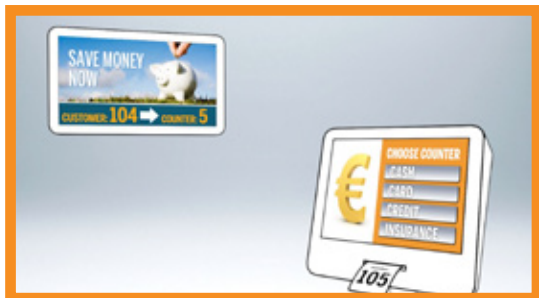 SAVE MONEY
NOW
CUSTOMER: 104 ➡ COUNTER: 5
€
CHOOSE COUNTER
CASH
CARD
CREDIT
INSURANCE
105